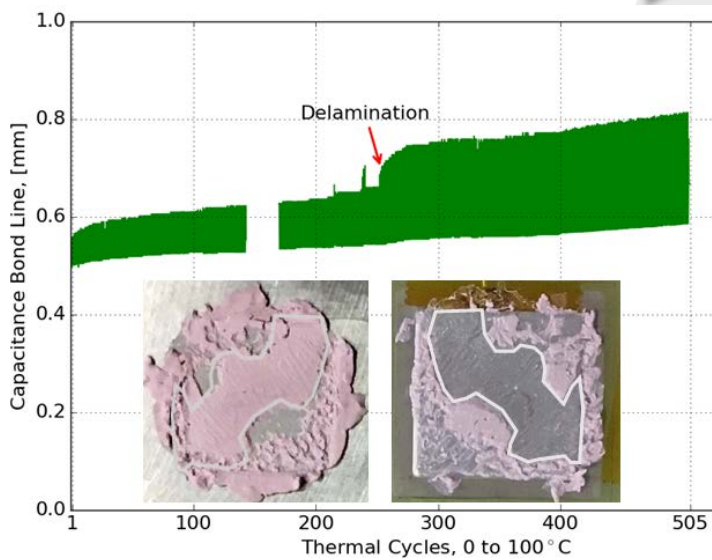 1.0
0.8
0.6
0.4
0.2
0.0
Capacitance Bond Line, [mm]
Delamination
1 100 200 300 400 505
Thermal Cycles, 0 to 100°C